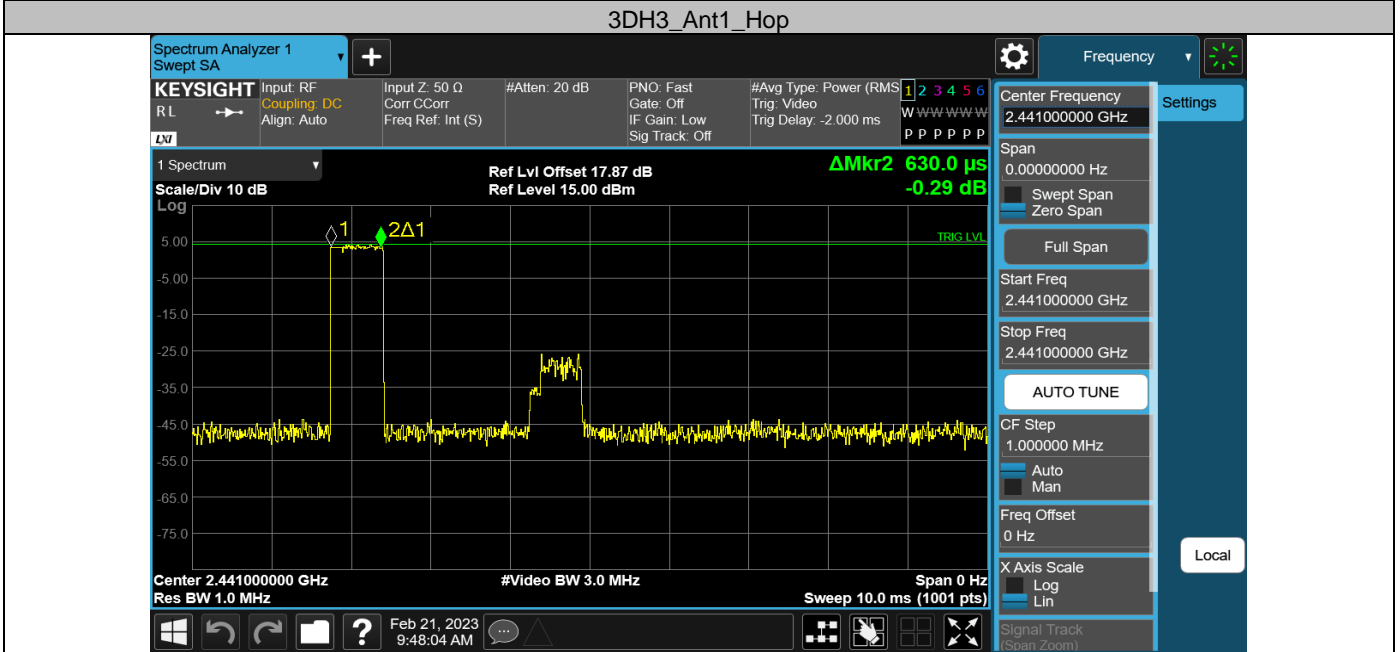 3DH3_Ant1_Hop
Spectrum Analyzer 1
Swept SA
▼
+
Frequency
▼
KEYSIGHT
RL
LXI
Input: RF
Coupling: DC
Align: Auto
Input Z: 50 Ω
Corr CCorr
Freq Ref: Int (S)
#Atten: 20 dB
PNO: Fast
Gate: Off
IF Gain: Low
Sig Track: Off
#Avg Type: Power (RMS
Trig: Video
Trig Delay: -2.000 ms
1 2 3 4 5 6
W W W W W W
P P P P P P
1 Spectrum
▼
Scale/Div 10 dB
Log
Ref Lvl Offset 17.87 dB
Ref Level 15.00 dBm
ΔMkr2 630.0 µs
-0.29 dB
1
2Δ1
TRIG LVL
5.00
-5.00
-15.0
-25.0
-35.0
-45.0
-55.0
-65.0
-75.0
Center 2.441000000 GHz
Res BW 1.0 MHz
#Video BW 3.0 MHz
Span 0 Hz
Sweep 10.0 ms (1001 pts)
Center Frequency
2.441000000 GHz
Settings
Span
0.00000000 Hz
Swept Span
Zero Span
Full Span
Start Freq
2.441000000 GHz
Stop Freq
2.441000000 GHz
AUTO TUNE
CF Step
1.000000 MHz
Auto
Man
Freq Offset
0 Hz
X Axis Scale
Log
Lin
Signal Track
(Span Zoom)
Local
?
Feb 21, 2023
9:48:04 AM